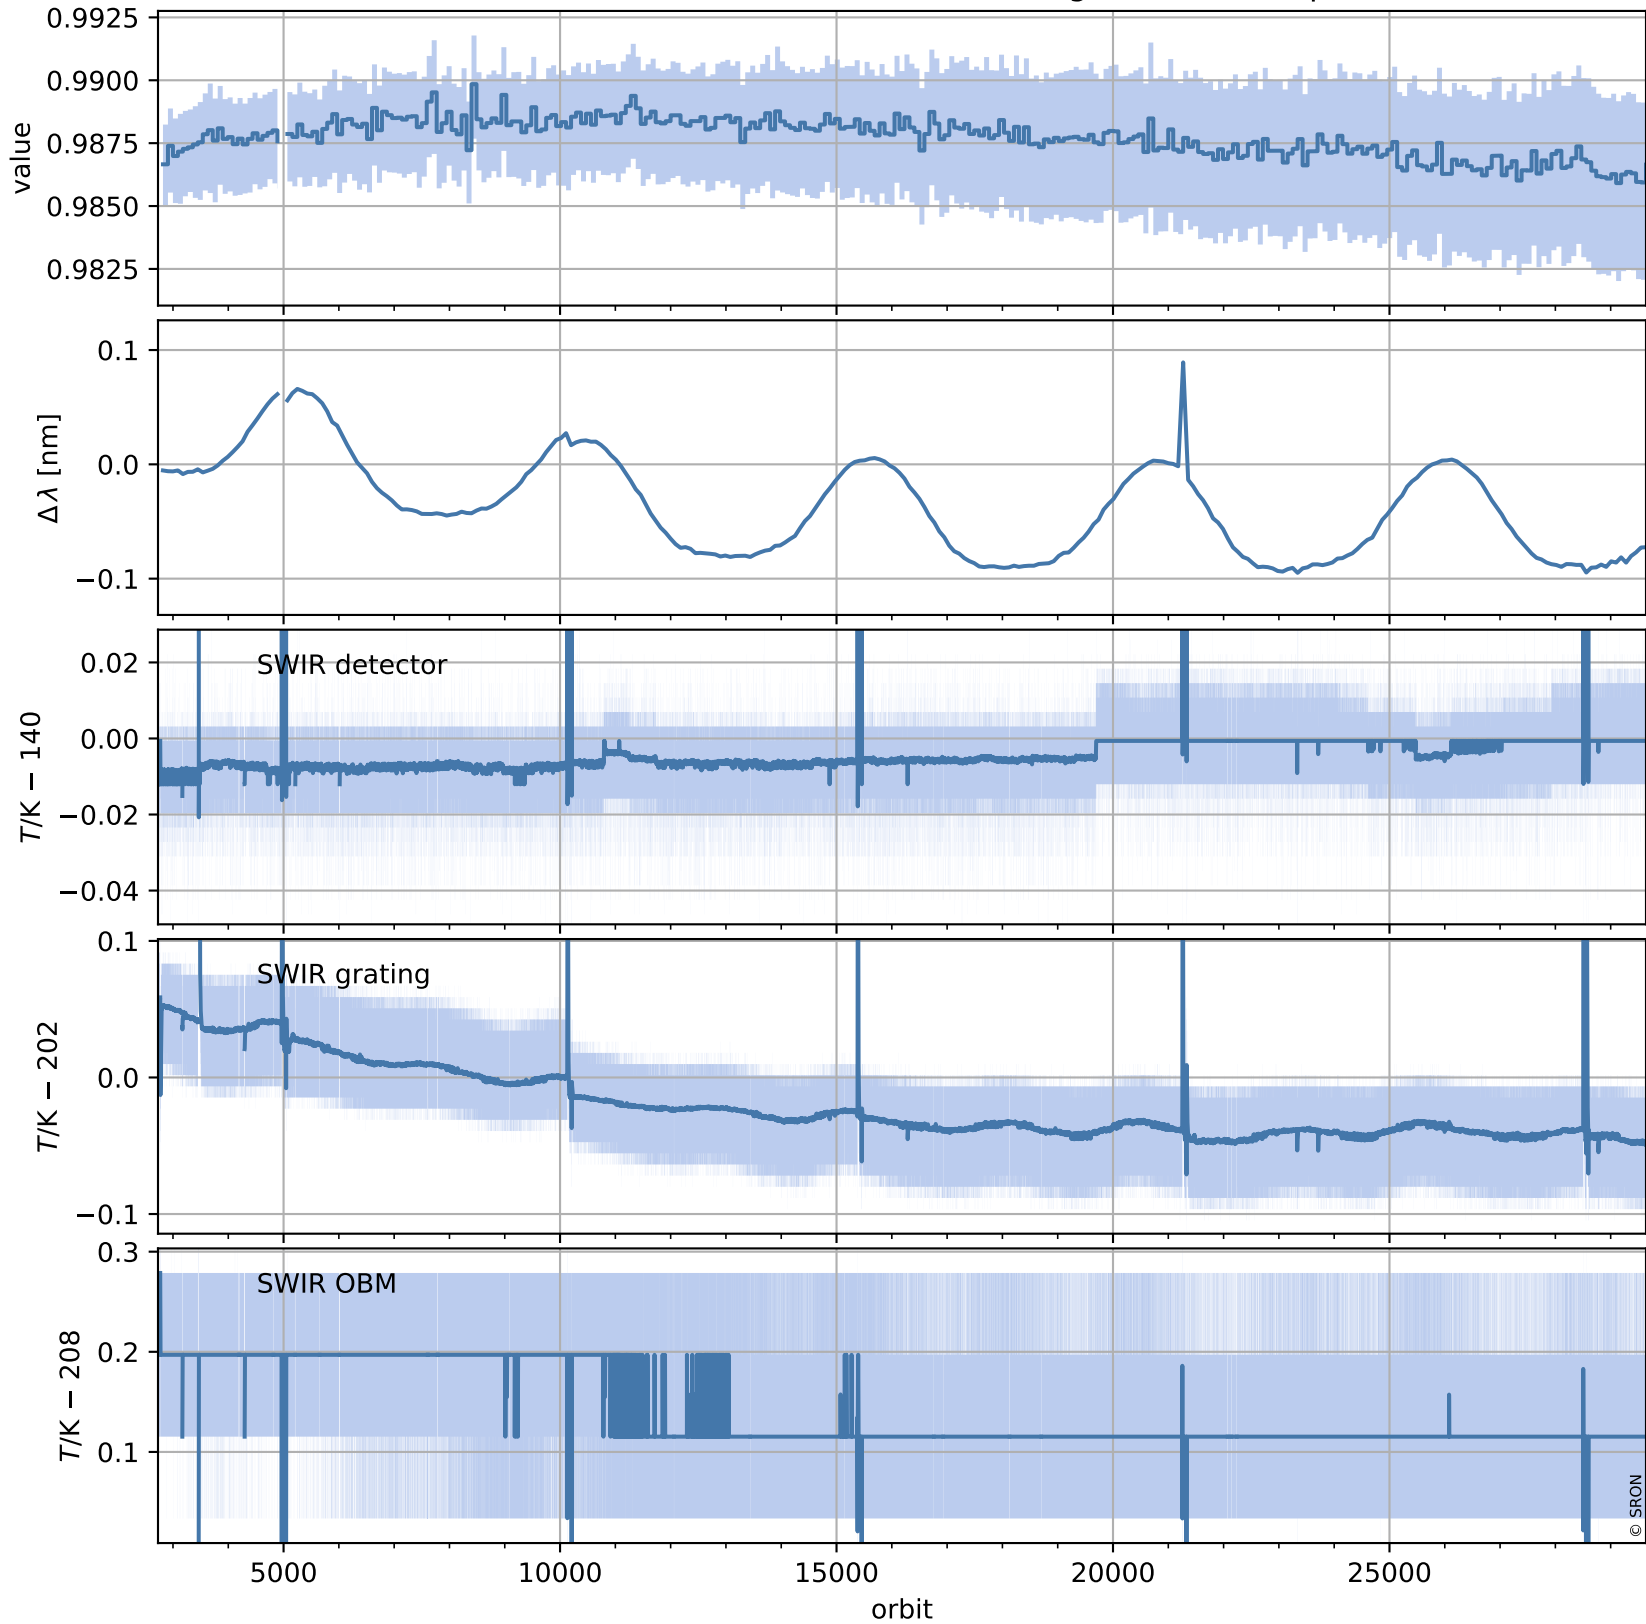 0.9925
0.9900
0.9875
0.9850
0.9825
value
0.1
0.0
−0.1
Δλ [nm]
SWIR detector
0.02
0.00
−0.02
−0.04
T/K − 140
SWIR grating
0.1
0.0
−0.1
T/K − 202
SWIR OBM
0.3
0.2
0.1
T/K − 208
© SRON
5000 10000 15000 20000 25000
orbit